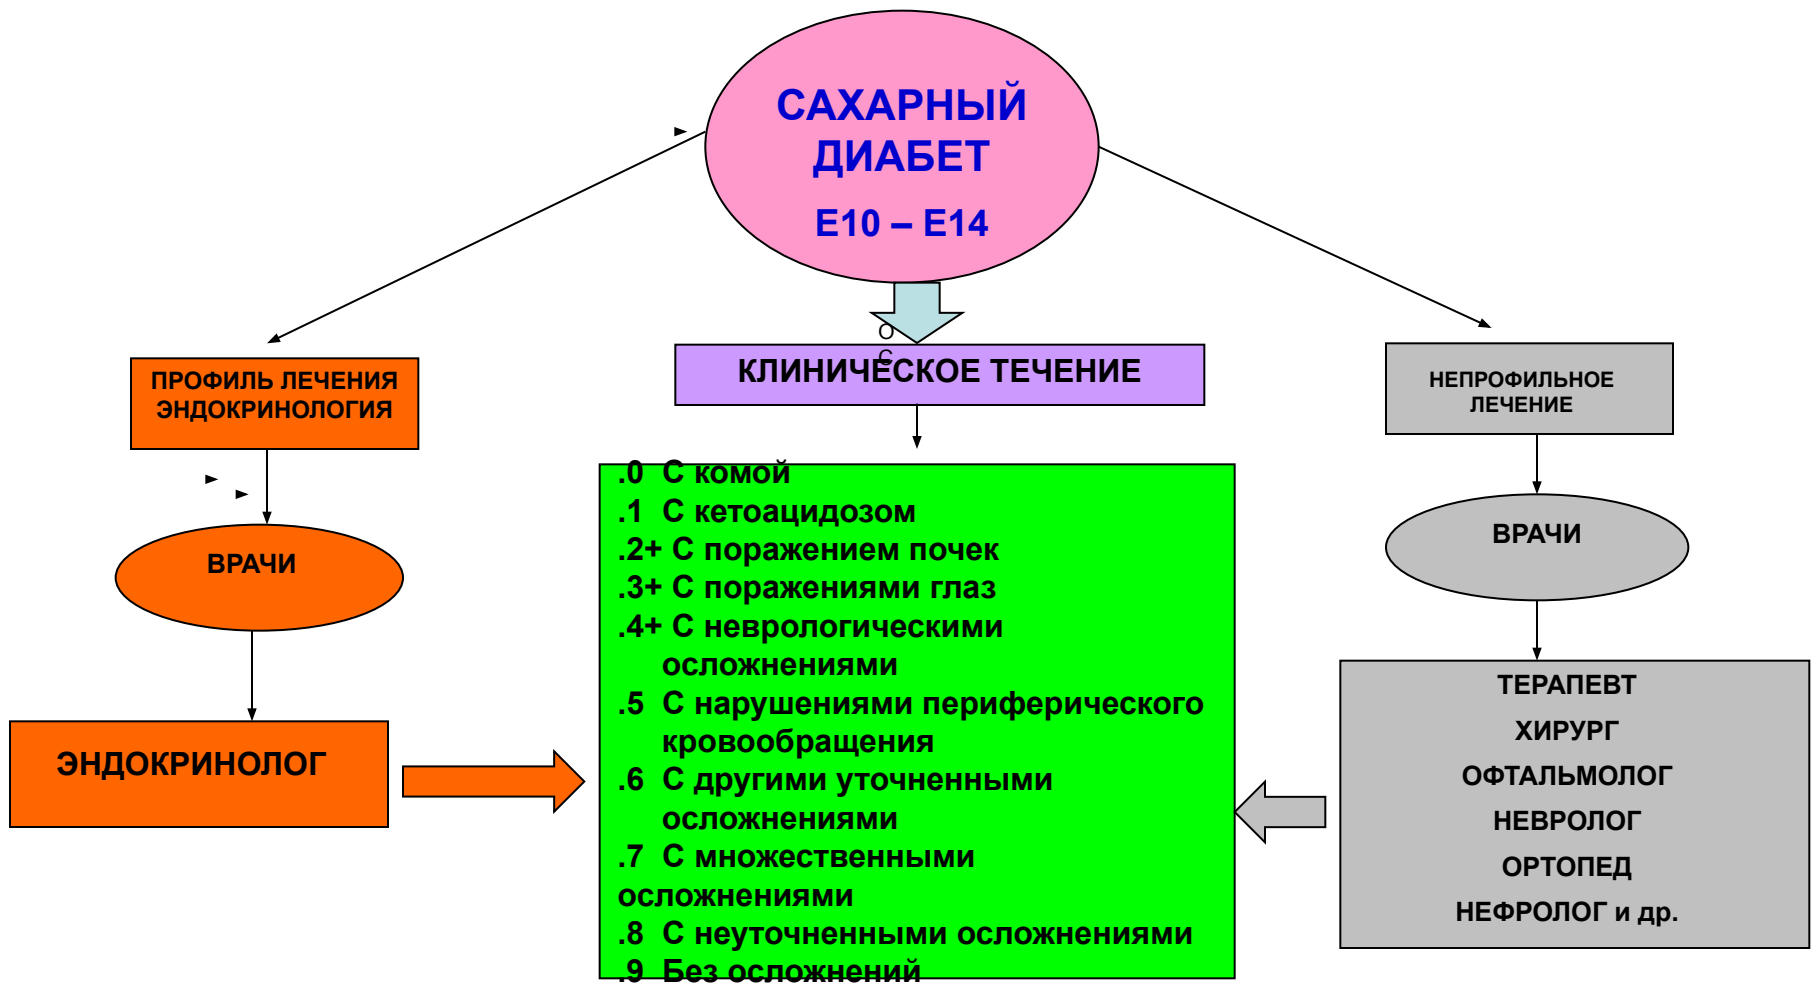 САХАРНЫЙ
ДИАБЕТ
Е10 – Е14
О
С
ПРОФИЛЬ ЛЕЧЕНИЯ
ЭНДОКРИНОЛОГИЯ
ВРАЧИ
ЭНДОКРИНОЛОГ
КЛИНИЧЕСКОЕ ТЕЧЕНИЕ
.0 С комой
.1 С кетоацидозом
.2+ С поражением почек
.3+ С поражениями глаз
.4+ С неврологическими
осложнениями
.5 С нарушениями периферического
кровообращения
.6 С другими уточненными
осложнениями
.7 С множественными
осложнениями
.8 С неуточненными осложнениями
.9 Без осложнений
НЕПРОФИЛЬНОЕ
ЛЕЧЕНИЕ
ВРАЧИ
ТЕРАПЕВТ
ХИРУРГ
ОФТАЛЬМОЛОГ
НЕВРОЛОГ
ОРТОПЕД
НЕФРОЛОГ и др.